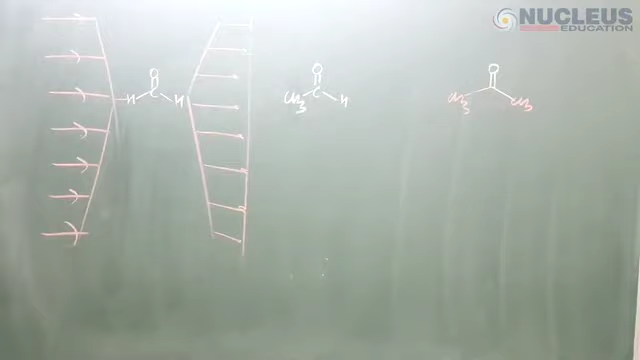 NUCLEUS
EDUCATION
O
H C H
O
CH3 C H
O
CH3 CH3